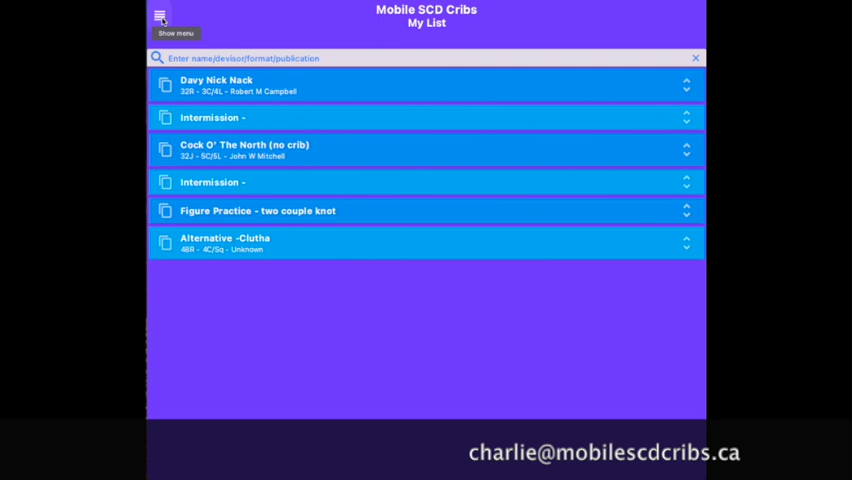 Mobile SCD Cribs
My List
Show menu
Enter name/devisor/format/publication
Davy Nick Nack
32R - 3C/4L - Robert M Campbell
Intermission -
Cock O' The North (no crib)
32J - 5C/5L - John W Mitchell
Intermission -
Figure Practice - two couple knot
Alternative -Clutha
48R - 4C/Sq - Unknown
charlie@mobilescdcribs.ca